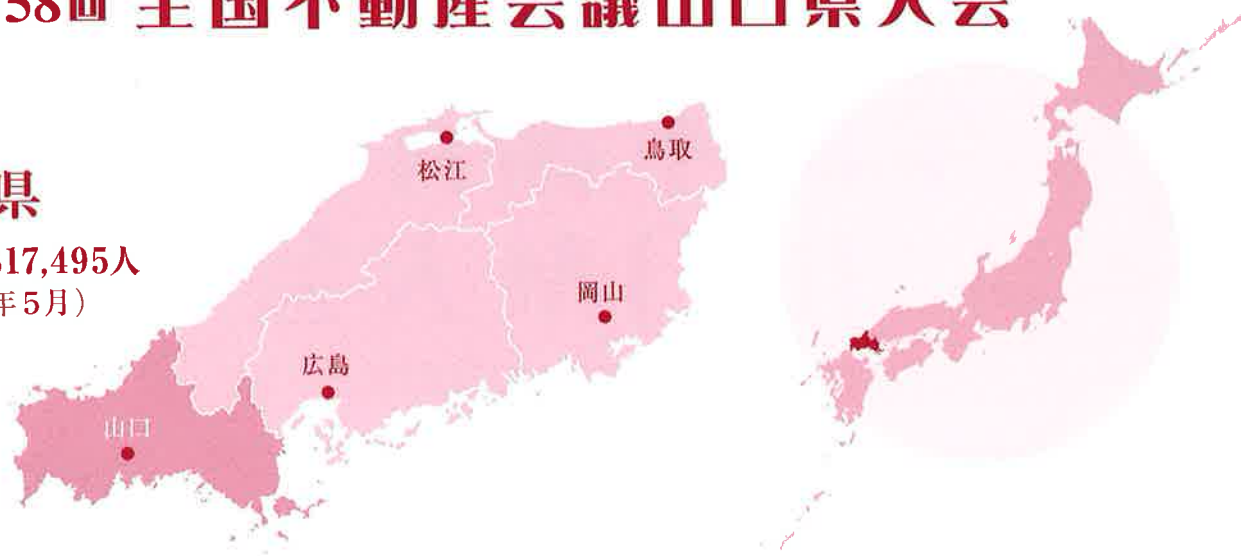 58回 全国不動産会議山口県大会
県
17,495人
年5月）
松江
鳥取
岡山
広島
山口